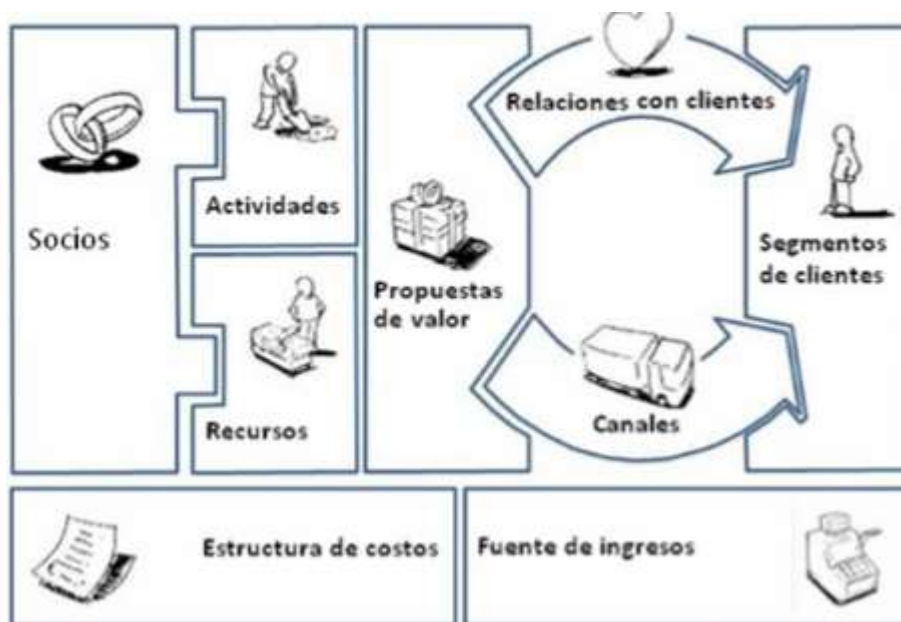 Relaciones con clientes
Socios
Actividades
Propuestas
de valor
Segmentos
de clientes
Recursos
Canales
Estructura de costos
Fuente de ingresos